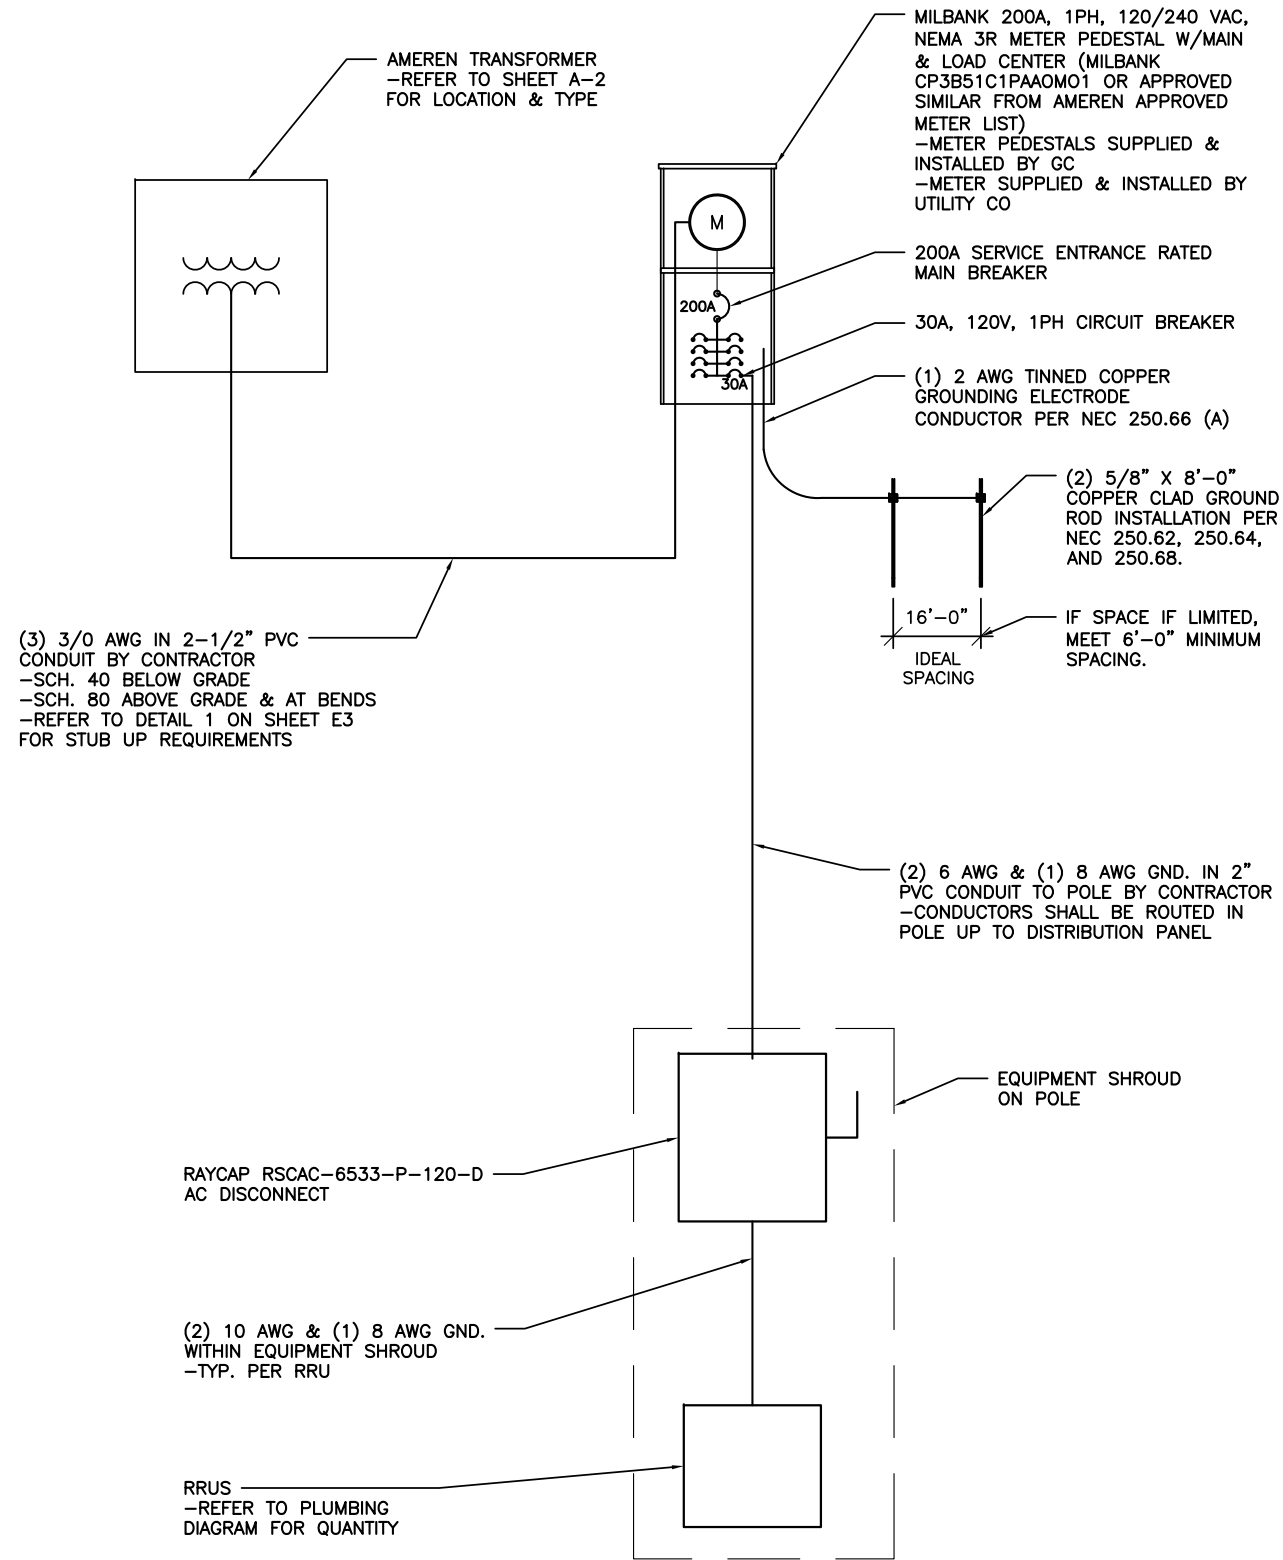 AMEREN TRANSFORMER
-REFER TO SHEET A-2
FOR LOCATION & TYPE
MILBANK 200A, 1PH, 120/240 VAC,
NEMA 3R METER PEDESTAL W/MAIN
& LOAD CENTER (MILBANK
CP3B51C1PAAOMO1 OR APPROVED
SIMILAR FROM AMEREN APPROVED
METER LIST)
-METER PEDESTALS SUPPLIED &
INSTALLED BY GC
-METER SUPPLIED & INSTALLED BY
UTILITY CO
M
200A SERVICE ENTRANCE RATED
MAIN BREAKER
200A
30A, 120V, 1PH CIRCUIT BREAKER
30A
(1) 2 AWG TINNED COPPER
GROUNDING ELECTRODE
CONDUCTOR PER NEC 250.66 (A)
(2) 5/8" X 8'-0"
COPPER CLAD GROUND
ROD INSTALLATION PER
NEC 250.62, 250.64,
AND 250.68.
16'-0"
IDEAL
SPACING
IF SPACE IF LIMITED,
MEET 6'-0" MINIMUM
SPACING.
(3) 3/0 AWG IN 2-1/2" PVC
CONDUIT BY CONTRACTOR
-SCH. 40 BELOW GRADE
-SCH. 80 ABOVE GRADE & AT BENDS
-REFER TO DETAIL 1 ON SHEET E3
FOR STUB UP REQUIREMENTS
(2) 6 AWG & (1) 8 AWG GND. IN 2"
PVC CONDUIT TO POLE BY CONTRACTOR
-CONDUCTORS SHALL BE ROUTED IN
POLE UP TO DISTRIBUTION PANEL
EQUIPMENT SHROUD
ON POLE
RAYCAP RSCAC-6533-P-120-D
AC DISCONNECT
(2) 10 AWG & (1) 8 AWG GND.
WITHIN EQUIPMENT SHROUD
-TYP. PER RRU
RRUS
-REFER TO PLUMBING
DIAGRAM FOR QUANTITY